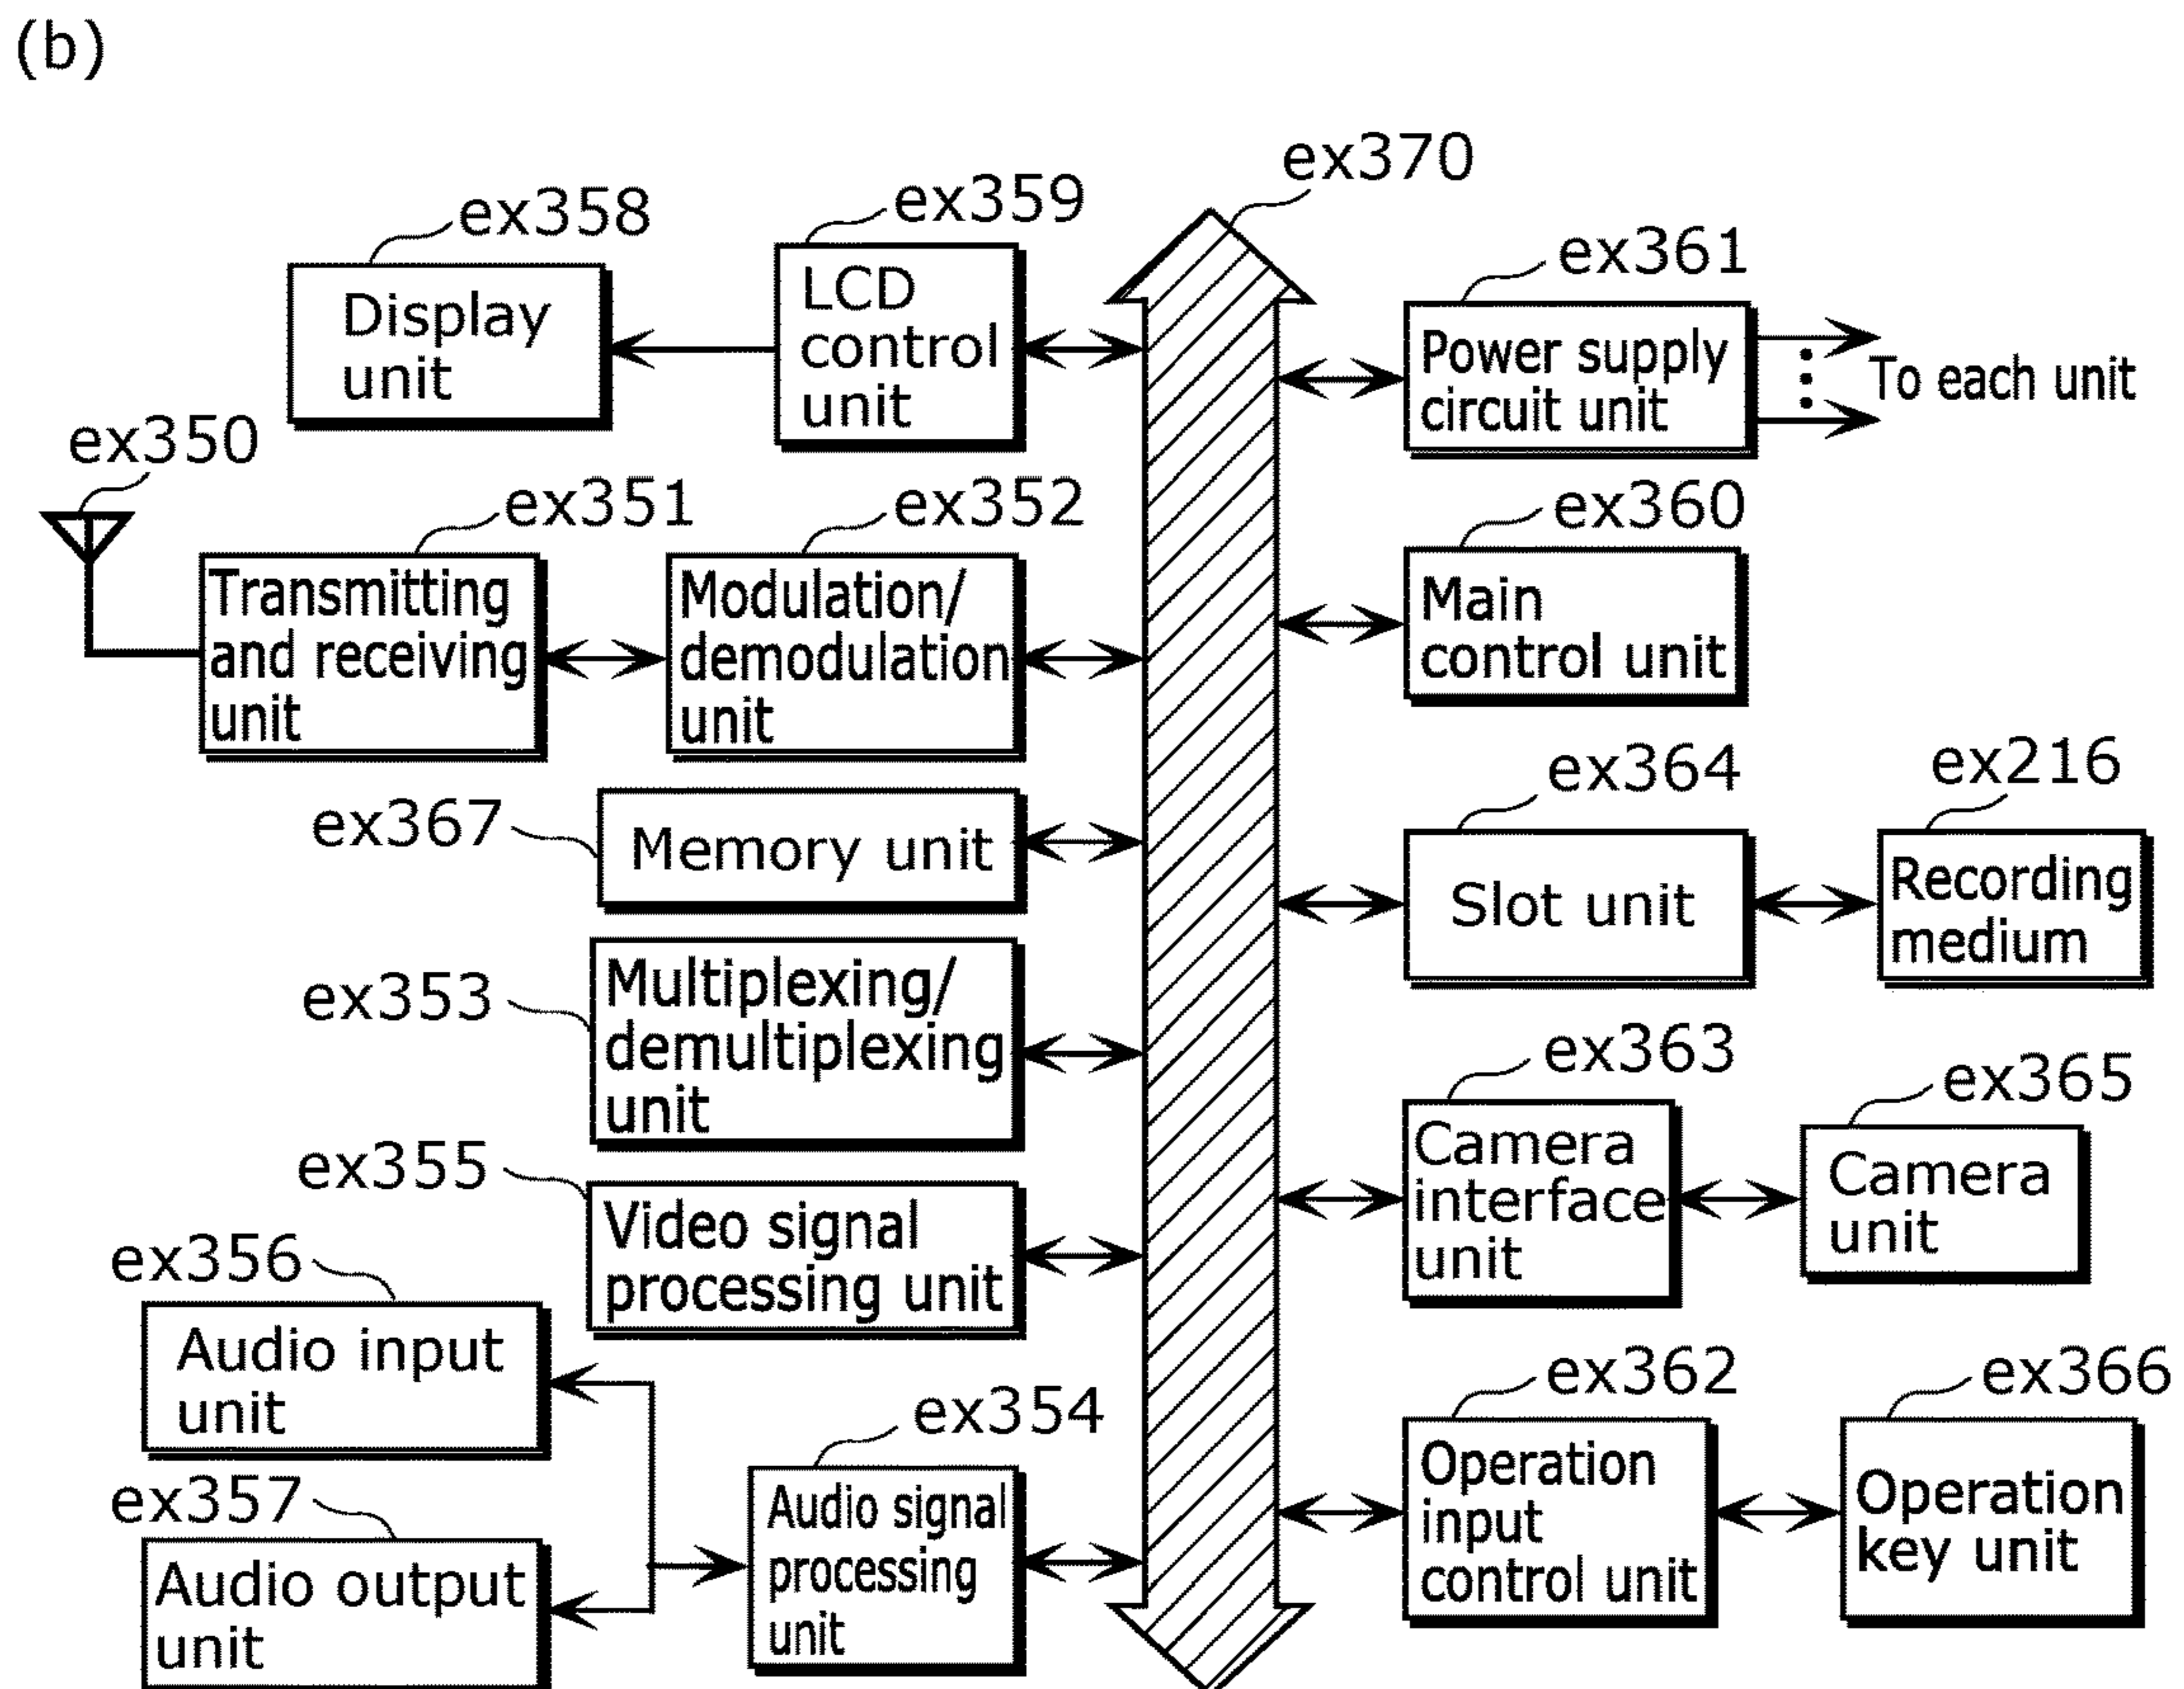 (b)
ex370
ex358
ex359
ex361
Display
unit
LCD
control
unit
Power supply
circuit unit
To each unit
ex350
ex351
ex352
ex360
Transmitting
and receiving
unit
Modulation/
demodulation
unit
Main
control unit
ex367
Memory unit
ex364
ex216
Slot unit
Recording
medium
ex353
Multiplexing/
demultiplexing
unit
ex363
ex365
Camera
interface
unit
Camera
unit
ex355
Video signal
processing unit
ex356
Audio input
unit
ex354
ex362
ex366
ex357
Audio output
unit
Audio signal
processing
unit
Operation
input
control unit
Operation
key unit